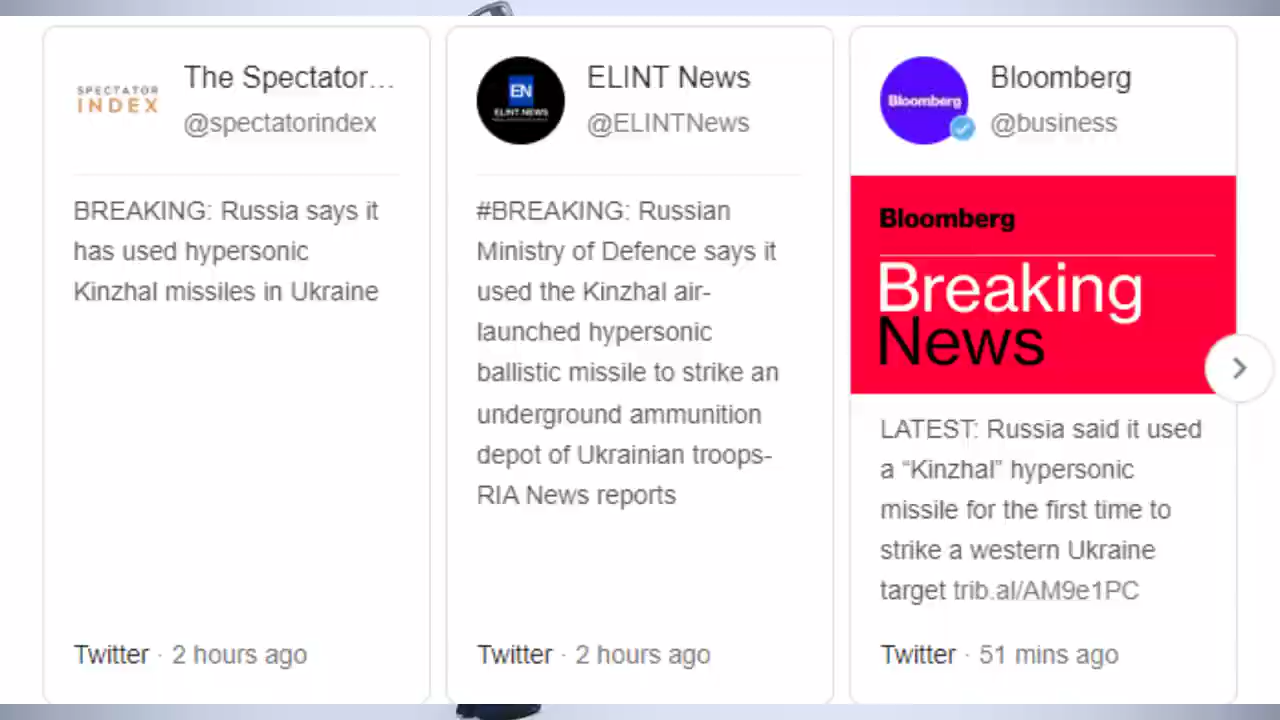 SPECTATOR
INDEX
The Spectator...
@spectatorindex
BREAKING: Russia says it
has used hypersonic
Kinzhal missiles in Ukraine
Twitter · 2 hours ago
EN
ELINT NEWS
ELINT News
@ELINTNews
#BREAKING: Russian
Ministry of Defence says it
used the Kinzhal air-
launched hypersonic
ballistic missile to strike an
underground ammunition
depot of Ukrainian troops-
RIA News reports
Twitter · 2 hours ago
Bloomberg
Bloomberg
@business
Bloomberg
Breaking
News
LATEST: Russia said it used
a “Kinzhal” hypersonic
missile for the first time to
strike a western Ukraine
target trib.al/AM9e1PC
Twitter · 51 mins ago